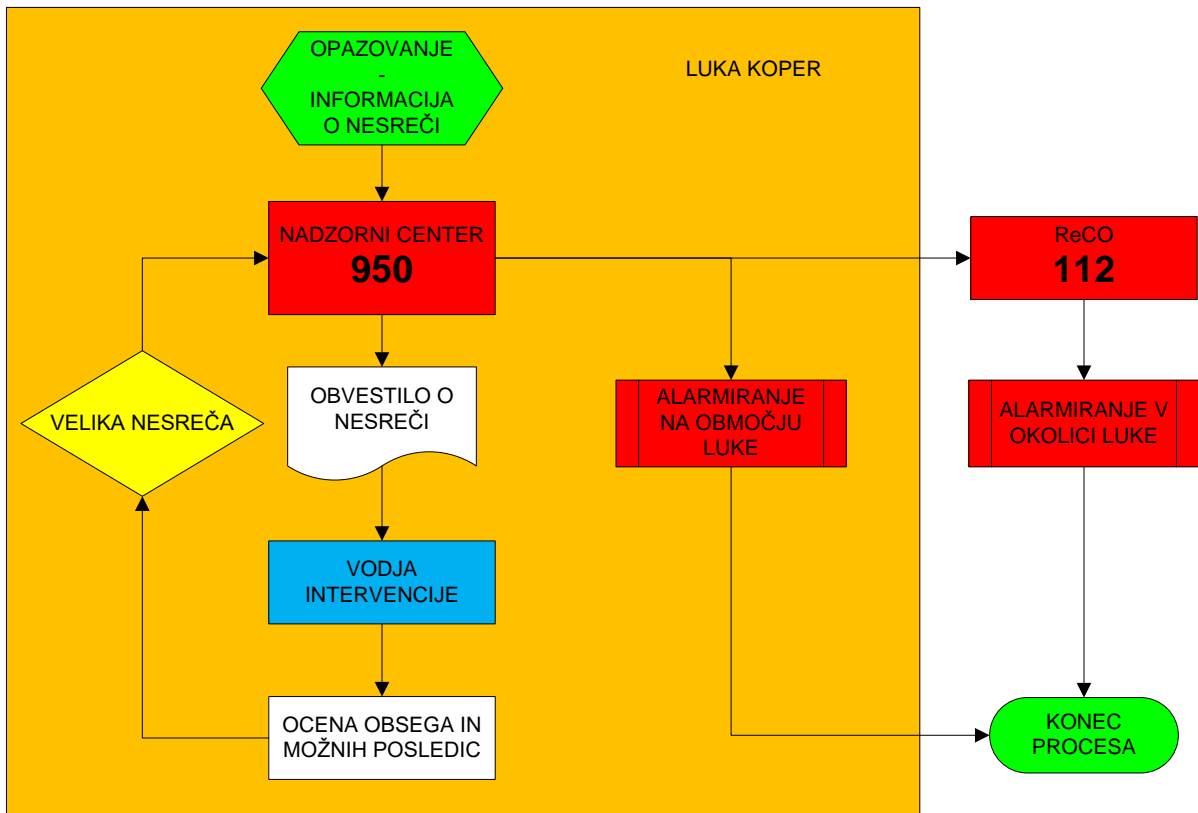 OPAZOVANJE
-
INFORMACIJA
O NESREČI
LUKA KOPER
NADZORNI CENTER
950
ReCO
112
VELIKA NESREČA
OBVESTILO O
NESREČI
ALARMIRANJE
NA OBMOČJU
LUKE
ALARMIRANJE V
OKOLICI LUKE
VODJA
INTERVENCIJE
OCENA OBSEGA IN
MOŽNIH POSLEDIC
KONEC
PROCESA